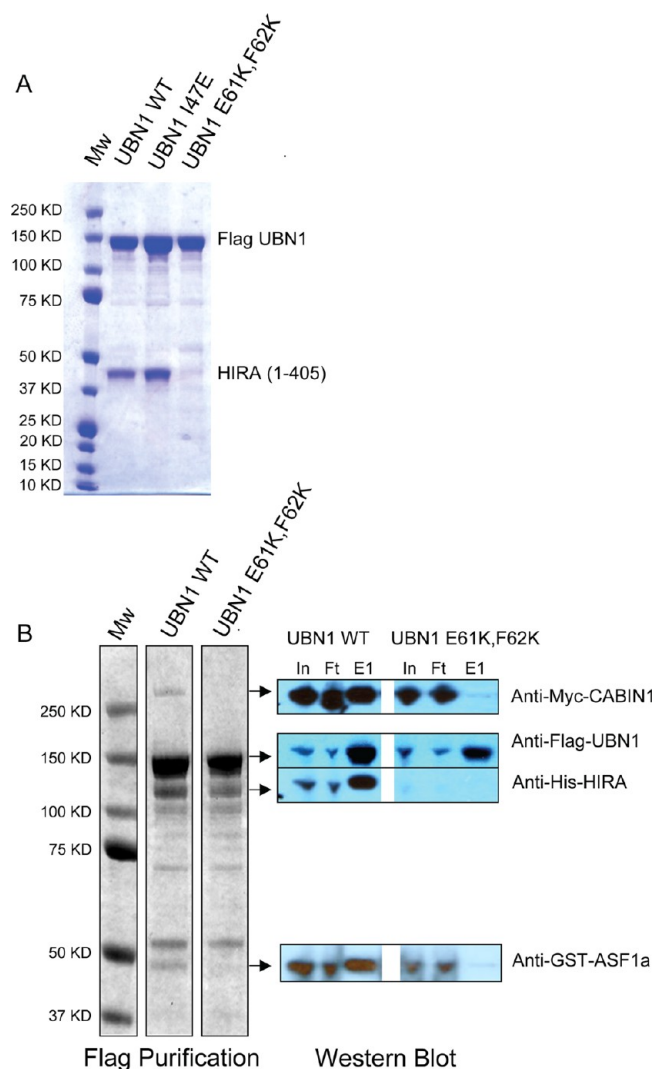 A
Mw
UBN1 WT
UBN1 I47E
UBN1 E61K,F62K
250 KD
150 KD
100 KD
75 KD
50 KD
37 KD
25 KD
20 KD
15 KD
10 KD
Flag UBN1
HIRA (1-405)
B
Mw
UBN1 WT
UBN1 E61K,F62K
250 KD
150 KD
100 KD
75 KD
50 KD
37 KD
UBN1 WT UBN1 E61K,F62K
In Ft E1 In Ft E1
Anti-Myc-CABIN1
Anti-Flag-UBN1
Anti-His-HIRA
Anti-GST-ASF1a
Flag Purification Western Blot